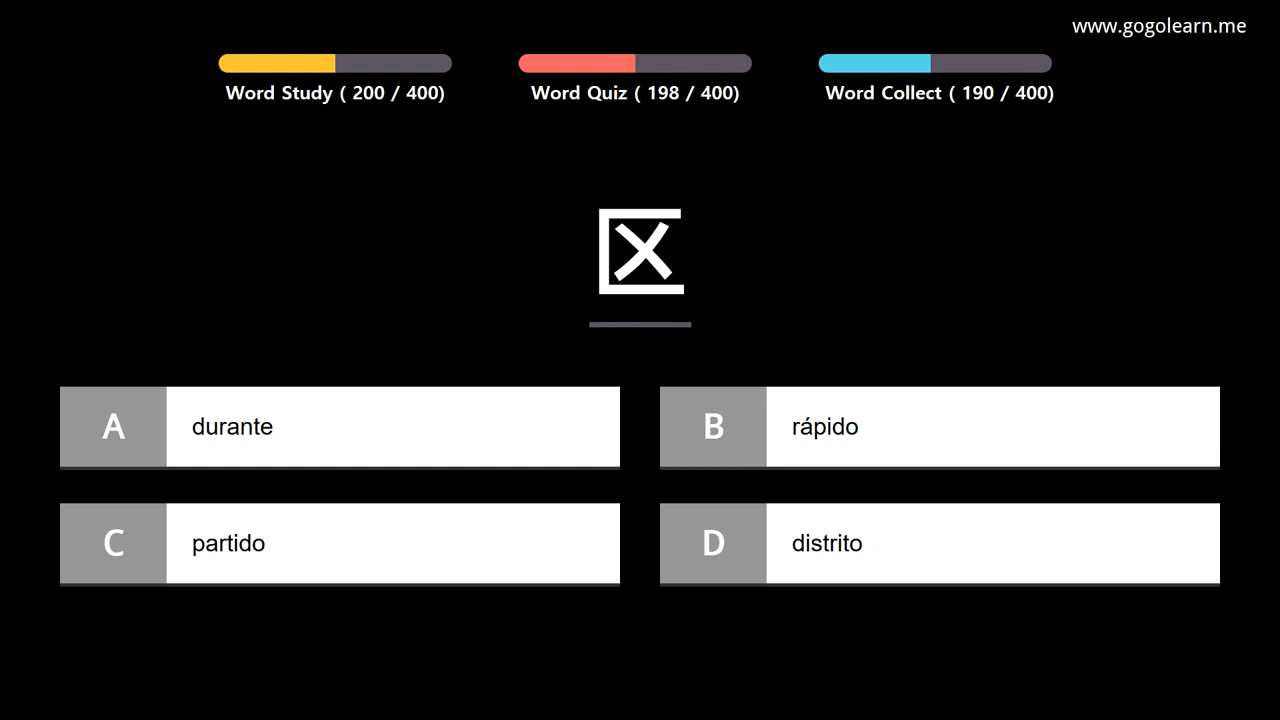 www.gogolearn.me
Word Study ( 200 / 400)
Word Quiz ( 198 / 400)
Word Collect ( 190 / 400)
区
A durante
B rápido
C partido
D distrito